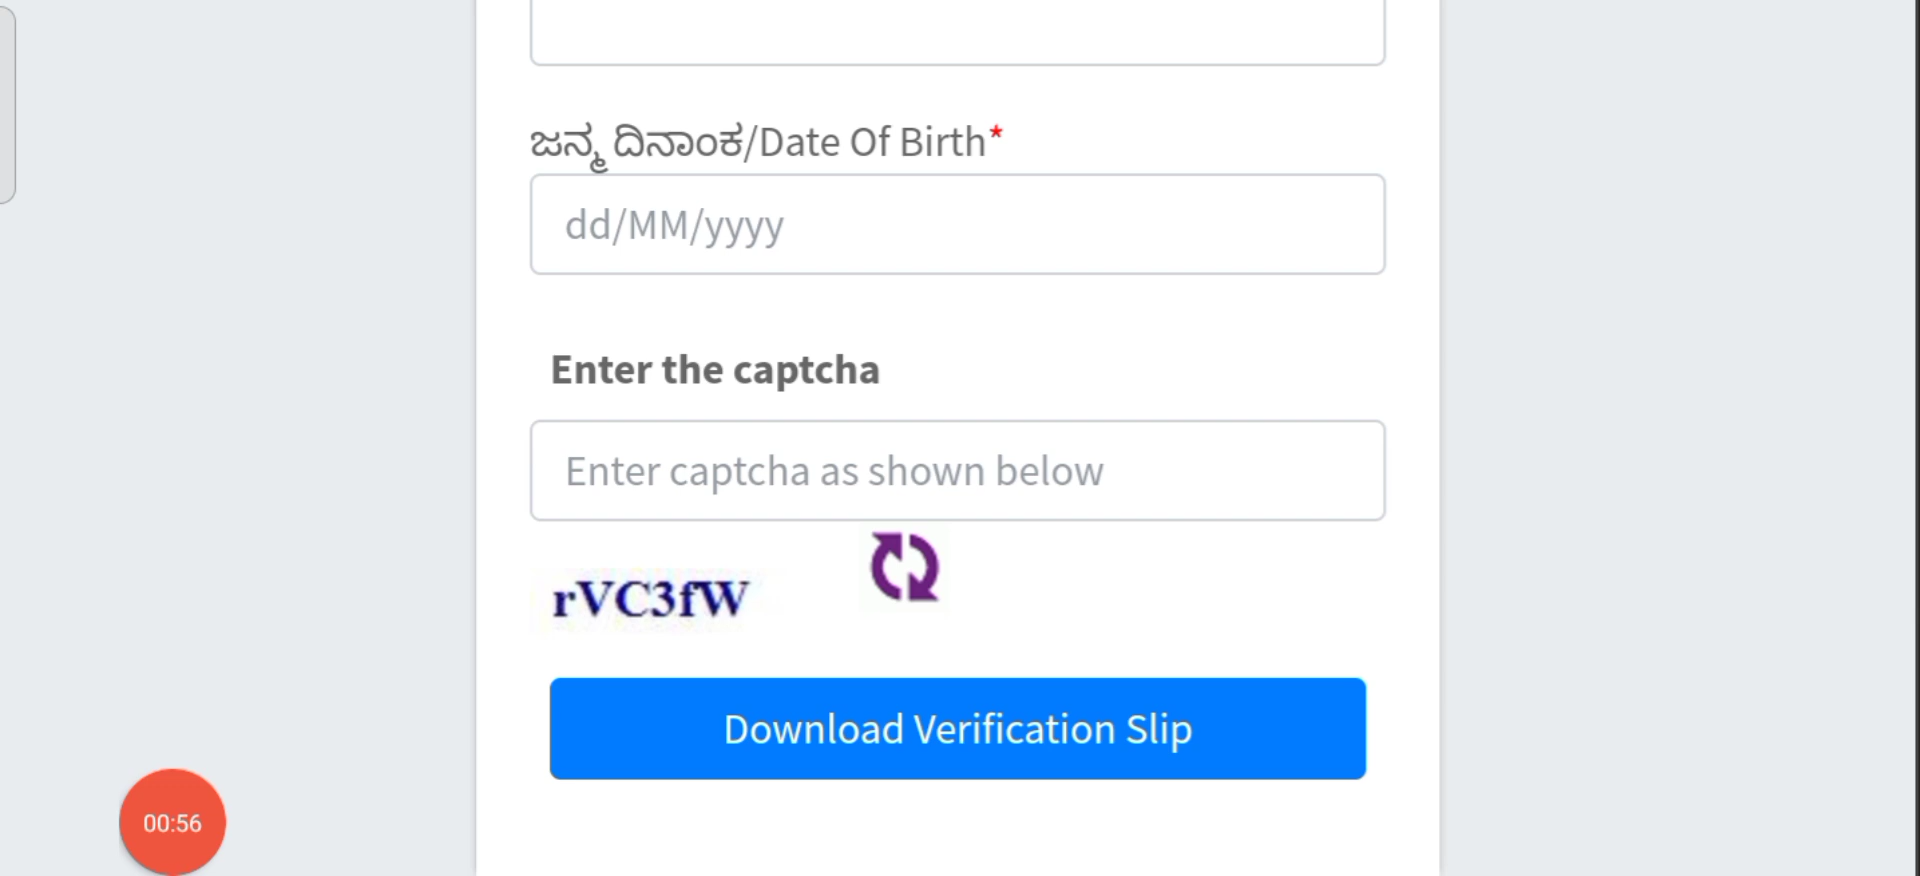 ಜನ್ಮ ದಿನಾಂಕ/Date Of Birth*
dd/MM/yyyy
Enter the captcha
Enter captcha as shown below
rVC3fW
Download Verification Slip
00:56